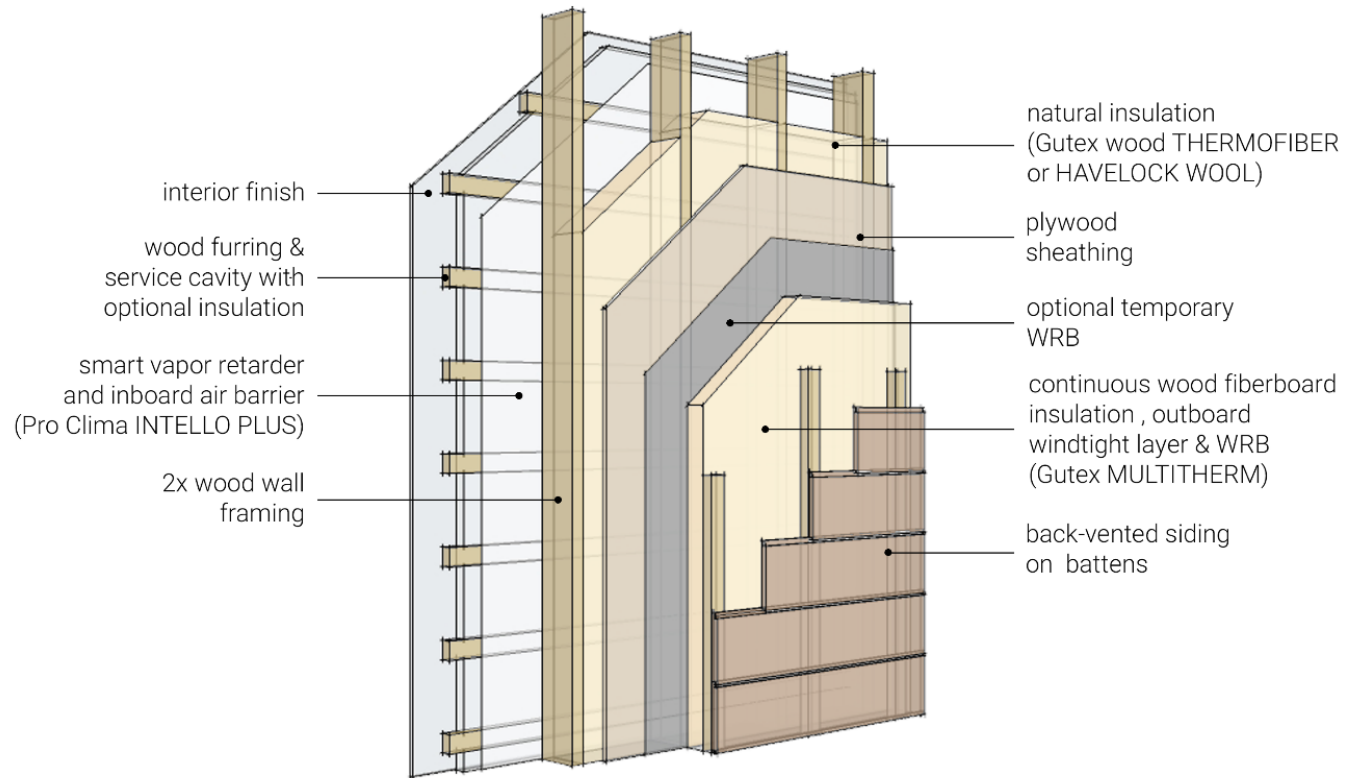 interior finish
wood furring &
service cavity with
optional insulation
smart vapor retarder
and inboard air barrier
(Pro Clima INTELLO PLUS)
2x wood wall
framing
natural insulation
(Gutex wood THERMOFIBER
or HAVELOCK WOOL)
plywood
sheathing
optional temporary
WRB
continuous wood fiberboard
insulation , outboard
windtight layer & WRB
(Gutex MULTITHERM)
back-vented siding
on  battens